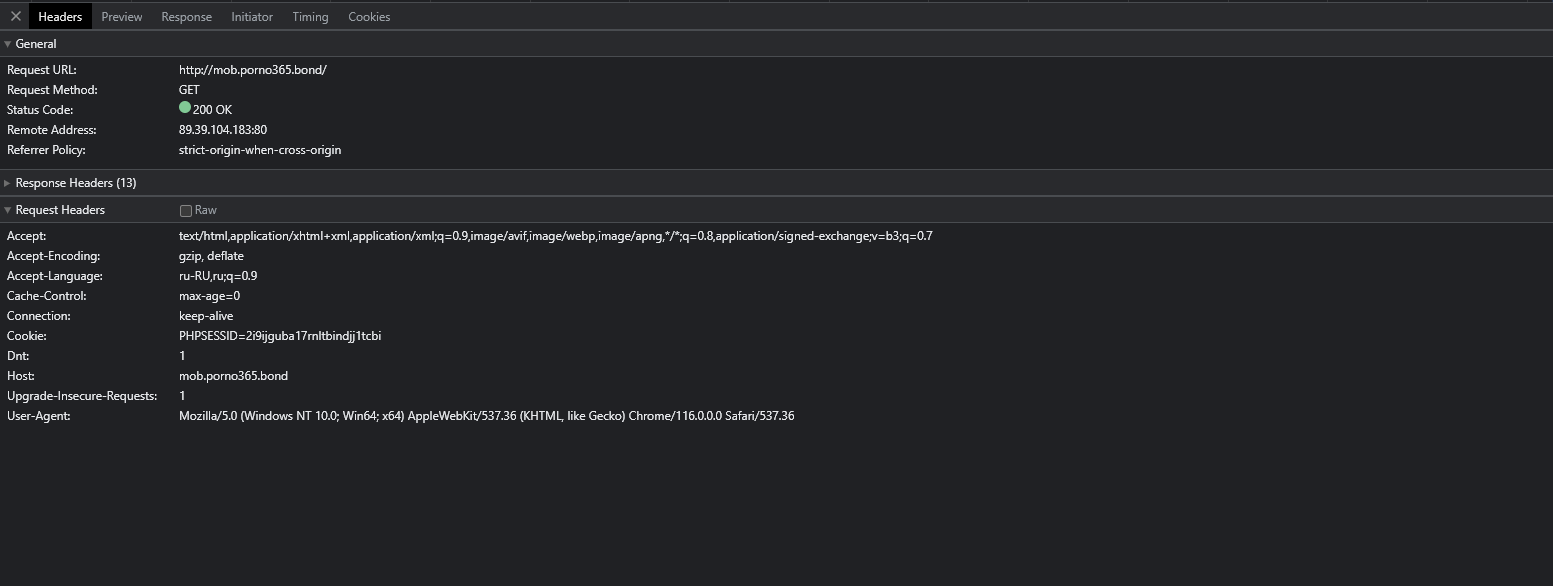 Headers Preview Response Initiator Timing Cookies
General
Request URL: http://mob.porno365.bond/
Request Method: GET
Status Code: 200 OK
Remote Address: 89.39.104.183:80
Referrer Policy: strict-origin-when-cross-origin
Response Headers (13)
Request Headers Raw
Accept: text/html,application/xhtml+xml,application/xml;q=0.9,image/avif,image/webp,image/apng,*/*;q=0.8,application/signed-exchange;v=b3;q=0.7
Accept-Encoding: gzip, deflate
Accept-Language: ru-RU,ru;q=0.9
Cache-Control: max-age=0
Connection: keep-alive
Cookie: PHPSESSID=2i9ijguba17rnltbindjj1tcbi
Dnt: 1
Host: mob.porno365.bond
Upgrade-Insecure-Requests: 1
User-Agent: Mozilla/5.0 (Windows NT 10.0; Win64; x64) AppleWebKit/537.36 (KHTML, like Gecko) Chrome/116.0.0.0 Safari/537.36